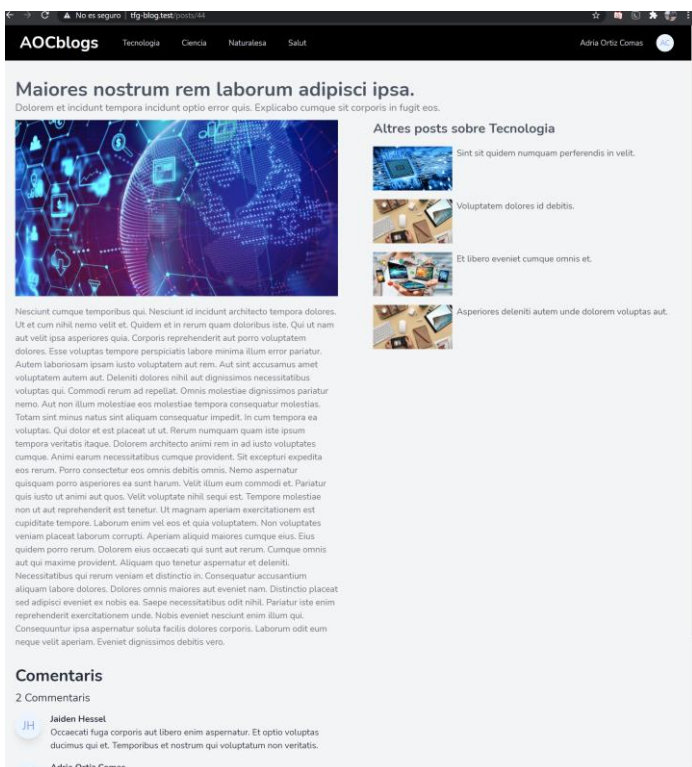 No es seguro | tfg-blog.test/posts/44
AOCblogs Tecnologia Ciencia Naturalesa Salut Adria Ortiz Comas AC
Maiores nostrum rem laborum adipisci ipsa.
Dolorem et incidunt tempora incidunt optio error quis. Explicabo cumque sit corporis in fugit eos.
Nesciunt cumque temporibus qui. Nesciunt id incidunt architecto tempora dolores.
Ut et cum nihil nemo velit et. Quidem et in rerum quam doloribus iste. Qui ut nam
aut velit ipsa asperiores quia. Corporis reprehenderit aut porro voluptatem
dolores. Esse voluptas tempore perspiciatis labore minima illum error pariatur.
Autem laboriosam ipsam iusto voluptatem aut rem. Aut sint accusamus amet
voluptatem autem aut. Deleniti dolores nihil aut dignissimos necessitatibus
voluptas qui. Commodi rerum ad repellat. Omnis molestiae dignissimos pariatur
nemo. Aut non illum molestiae eos molestiae tempora consequatur molestias.
Totam sint minus natus sint aliquam consequatur impedit. In cum tempora ea
voluptas. Qui dolor et est placeat ut ut. Rerum numquam quam iste ipsum
tempora veritatis itaque. Dolorem architecto animi rem in ad iusto voluptates
cumque. Animi earum necessitatibus cumque provident. Sit excepturi expedita
eos rerum. Porro consectetur eos omnis debitis omnis. Nemo aspernatur
quisquam porro asperiores ea sunt harum. Velit illum eum commodi et. Pariatur
quis iusto ut animi aut quos. Velit voluptate nihil sequi est. Tempore molestiae
non ut aut reprehenderit est tenetur. Ut magnam aperiam exercitationem est
cupiditate tempore. Laborum enim vel eos et quia voluptatem. Non voluptates
veniam placeat laborum corrupti. Aperiam aliquid maiores cumque eius. Eius
quidem porro rerum. Dolorem eius occaecati qui sunt aut rerum. Cumque omnis
aut qui maxime provident. Aliquam quo tenetur aspernatur et deleniti.
Necessitatibus qui rerum veniam et distinctio in. Consequatur accusantium
aliquam labore dolores. Dolores omnis maiores aut eveniet nam. Distinctio placeat
sed adipisci eveniet ex nobis ea. Saepe necessitatibus odit nihil. Pariatur iste enim
reprehenderit exercitationem unde. Nobis eveniet nesciunt enim illum qui.
Consequuntur ipsa aspernatur soluta facilis dolores corporis. Laborum odit eum
neque velit aperiam. Eveniet dignissimos debitis vero.
Altres posts sobre Tecnologia
Sint sit quidem numquam perferendis in velit.
Voluptatem dolores id debitis.
Et libero eveniet cumque omnis et.
Asperiores deleniti autem unde dolorem voluptas aut.
Comentaris
2 Commentaris
JH Jaiden Hessel
Occaecati fuga corporis aut libero enim aspernatur. Et optio voluptas
ducimus qui et. Temporibus et nostrum qui voluptatum non veritatis.
Adria Ortiz Comas